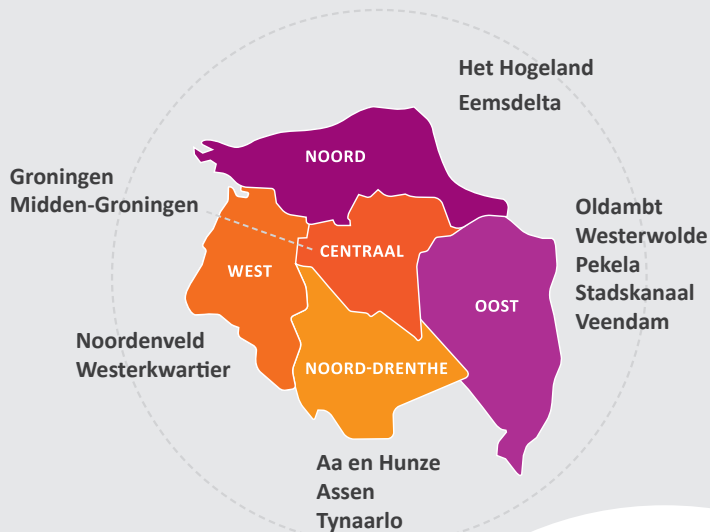 Het Hogeland
Eemsdelta
NOORD
Groningen
Midden-Groningen
CENTRAAL
WEST
Oldambt
Westerwolde
Pekela
Stadskanaal
Veendam
OOST
Noordenveld
Westerkwartier
NOORD-DRENTHE
Aa en Hunze
Assen
Tynaarlo